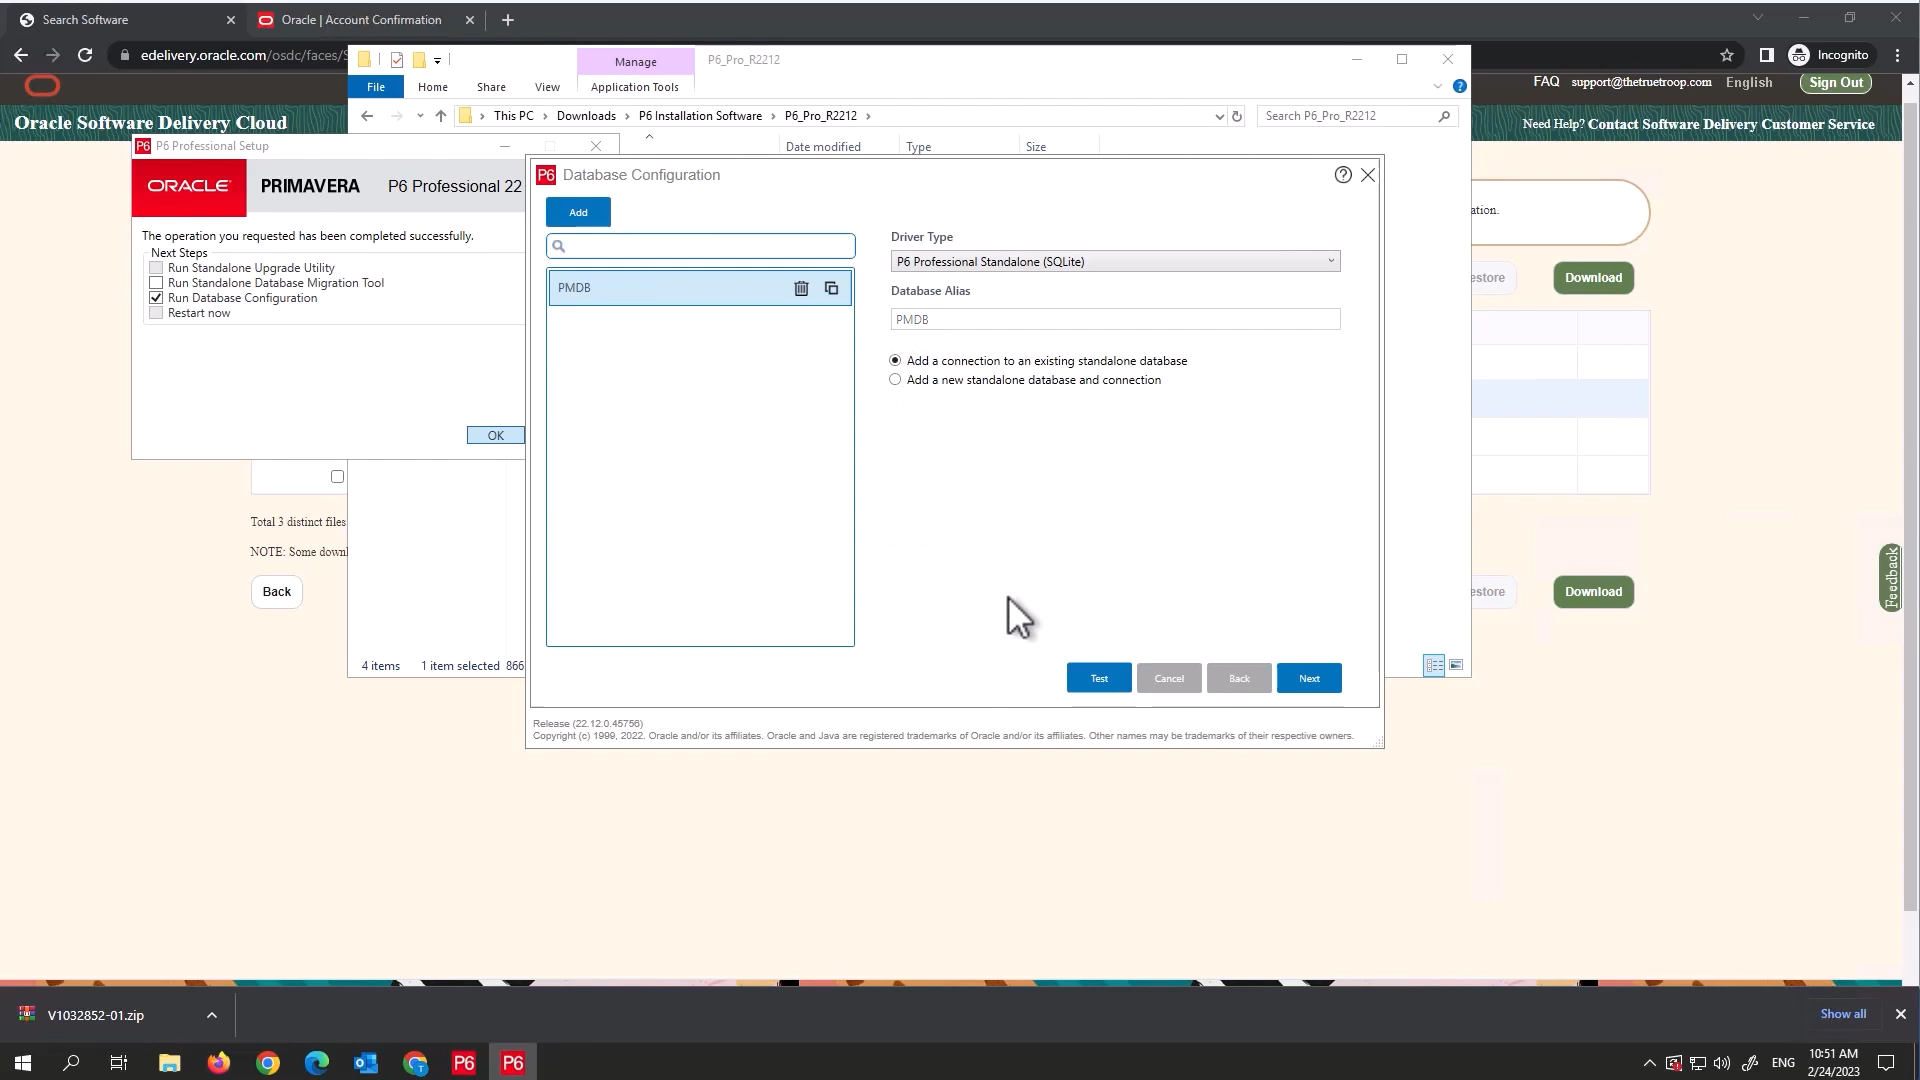 Search Software
Oracle | Account Confirmation
edelivery.oracle.com/osdc/faces/S
Incognito
Manage
P6_Pro_R2212
File
Home
Share
View
Application Tools
FAQ
support@thetruetroop.com
English
Sign Out
This PC
Downloads
P6 Installation Software
P6_Pro_R2212
Search P6_Pro_R2212
Oracle Software Delivery Cloud
Need Help? Contact Software Delivery Customer Service
P6 Professional Setup
Date modified
Type
Size
ORACLE
PRIMAVERA
P6 Professional 22
P6 Database Configuration
Add
ation.
The operation you requested has been completed successfully.
Next Steps
Run Standalone Upgrade Utility
Run Standalone Database Migration Tool
Run Database Configuration
Restart now
OK
Driver Type
P6 Professional Standalone (SQLite)
Database Alias
PMDB
PMDB
Add a connection to an existing standalone database
Add a new standalone database and connection
estore
Download
Total 3 distinct files
NOTE: Some downl
Back
estore
Download
Feedback
4 items
1 item selected 866
Test
Cancel
Back
Next
Release (22.12.0.45756)
Copyright (c) 1999, 2022. Oracle and/or its affiliates. Oracle and Java are registered trademarks of Oracle and/or its affiliates. Other names may be trademarks of their respective owners.
V1032852-01.zip
Show all
P6
P6
ENG
10:51 AM
2/24/2023